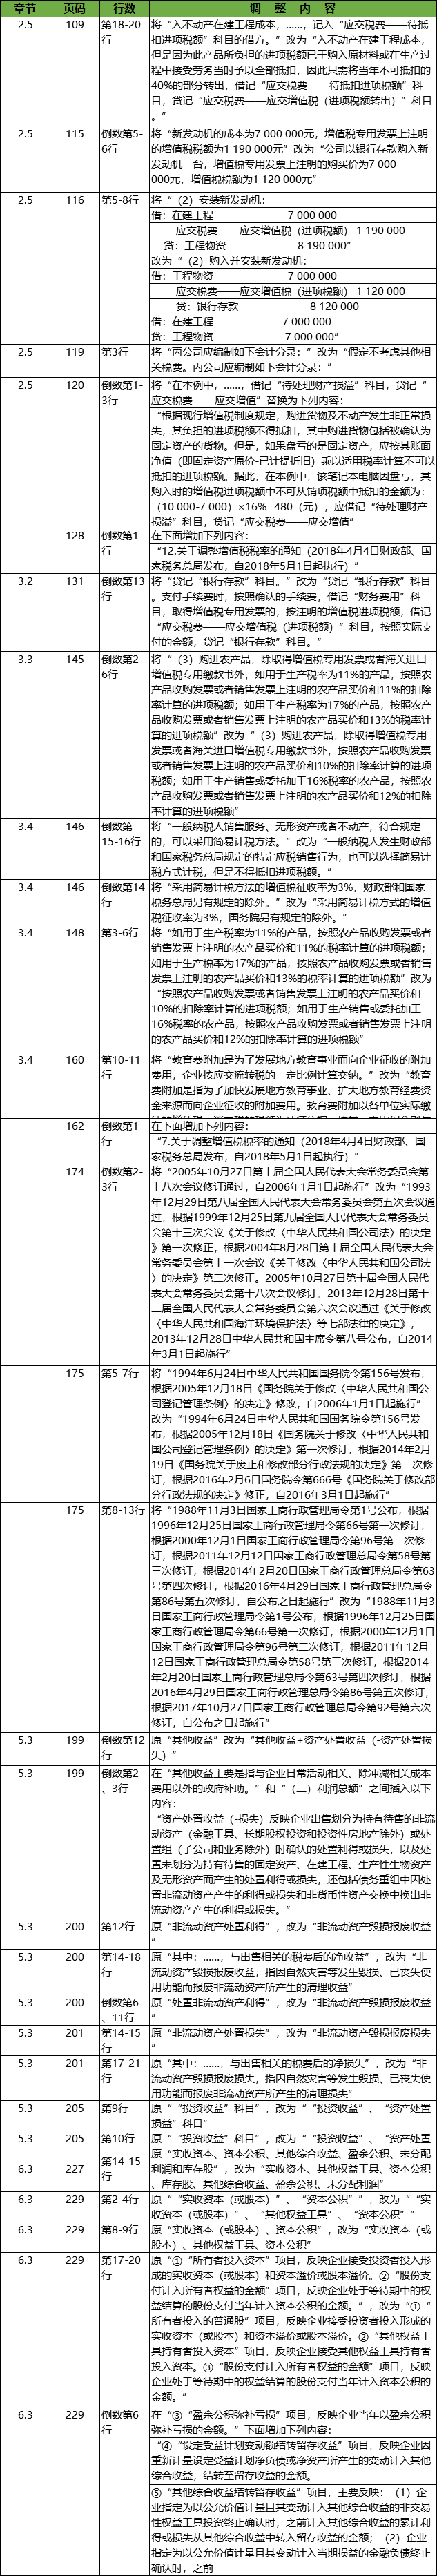 章节 页码 行数 调 整 内 容
2.5 109 第18-20行 将“入不动产在建工程成本，……，记入“应交税费——待
抵扣进项税额”科目的借方。”改为“入不动产在建工程成本，
但是因为此产品所负担的进项税额已于购入原材料或在生产过
程中接受劳务当时予以全部抵扣，因此只需将当年不可抵扣的
40%的部分转出，借记“应交税费——待抵扣进项税额”科
目，贷记“应交税费——应交增值税（进项税额转出）”科目
。”
2.5 115 倒数第5-6行 将“新发动机的成本为7 000 000元，增值税专用发票上注明
的增值税税额为1 190 000元”改为“公司以银行存款购入新
发动机一台，增值税专用发票上注明的购买价为7 000
000元，增值税税额为1 120 000元”
2.5 116 第5-8行 将“（2）安装新发动机：
借：在建工程 7 000 000
应交税费——应交增值税（进项税额） 1 190 000
贷：工程物资 8 190 000”
改为“（2）购入并安装新发动机：
借：工程物资 7 000 000
应交税费——应交增值税（进项税额） 1 120 000
贷：银行存款 8 120 000
借：在建工程 7 000 000
贷：工程物资 7 000 000”
2.5 119 第3行 将“丙公司应编制如下会计分录：”改为“假定不考虑其他相
关税费。丙公司应编制如下会计分录：”
2.5 120 倒数第1-3行 将“在本例中，……，借记“待处理财产损溢”科目，贷记“
应交税费——应交增值税”替换为下列内容：
“根据现行增值税制度规定，购进货物及不动产发生非正常损
失，其负担的进项税额不得抵扣，其中购进货物包括被确认为
固定资产的货物。但是，如果盘亏的是固定资产，应按其账面
净值（即固定资产原价-已计提折旧）乘以适用税率计算不可以
抵扣的进项税额。据此，在本例中，该笔记本电脑因盘亏，其
购入时的增值税进项税额中不可从销项税额中抵扣的金额为：
（10 000-7 000）×16%=480（元），应借记“待处理财产
损溢”科目，贷记“应交税费——应交增值税”
128 倒数第1行 在下面增加下列内容：
“12.关于调整增值税税率的通知（2018年4月4日财政部、国
家税务总局发布，自2018年5月1日起执行）”
3.2 131 倒数第13行 将“贷记“银行存款”科目。”改为“贷记“银行存款”科目
。支付手续费时，按照确认的手续费，借记“财务费用”科
目，取得增值税专用发票的，按注明的增值税进项税额，借记
“应交税费——应交增值税（进项税额）”科目，按照实际支
付的金额，贷记“银行存款”科目。”
3.3 145 倒数第2-6行 将“（3）购进农产品，除取得增值税专用发票或者海关进口
增值税专用缴款书外，如用于生产税率为11%的产品，按照农
产品收购发票或者销售发票上注明的农产品买价和11%的扣除
率计算的进项税额；如用于生产税率为17%的产品，按照农产
品收购发票或者销售发票上注明的农产品买价和13%的税率计
算的进项税额”改为“（3）购进农产品，除取得增值税专用
发票或者海关进口增值税专用缴款书外，按照农产品收购发票
或者销售发票上注明的农产品买价和10%的扣除率计算的进项
税额；如用于生产销售或委托加工16%税率的农产品，按照农
产品收购发票或者销售发票上注明的农产品买价和12%的扣除
率计算的进项税额”
3.4 146 倒数第15-16行 将“一般纳税人销售服务、无形资产或者不动产，符合规定
的，可以采用简易计税方法。”改为“一般纳税人发生财政部
和国家税务总局规定的特定应税销售行为，也可以选择简易计
税方式计税，但是不得抵扣进项税额。”
3.4 146 倒数第14行 将“采用简易计税方法的增值税征收率为3%，财政部和国家
税务总局另有规定的除外。”改为“采用简易计税方式的增值
税征收率为3%，国务院另有规定的除外。”
3.4 148 第3-6行 将“如用于生产税率为11%的产品，按照农产品收购发票或者
销售发票上注明的农产品买价和11%的税率计算的进项税额；
如用于生产税率为17%的产品，按照农产品收购发票或者销售
发票上注明的农产品买价和13%的税率计算的进项税额”改为
“按照农产品收购发票或者销售发票上注明的农产品买价和
10%的扣除率计算的进项税额；如用于生产销售或委托加工
16%税率的农产品，按照农产品收购发票或者销售发票上注明
的农产品买价和12%的扣除率计算的进项税额”
3.4 160 第10-11行 将“教育费附加是为了发展地方教育事业而向企业征收的附加
费用，企业按应交流转税的一定比例计算交纳。”改为“教育
费附加是指为了加快发展地方教育事业、扩大地方教育经费资
金来源而向企业征收的附加费用。教育费附加以各单位实际缴
162 倒数第1行 在下面增加下列内容：
“7.关于调整增值税税率的通知（2018年4月4日财政部、国
家税务总局发布，自2018年5月1日起执行）”
174 倒数第2-3行 将“2005年10月27日第十届全国人民代表大会常务委员会第
十八次会议修订通过，自2006年1月1日起施行”改为“1993
年12月29日第八届全国人民代表大会常务委员会第五次会议通
过，根据1999年12月25日第九届全国人民代表大会常务委员
会第十三次会议《关于修改〈中华人民共和国公司法〉的决定
》第一次修正，根据2004年8月28日第十届全国人民代表大会
常务委员会第十一次会议《关于修改〈中华人民共和国公司法
〉的决定》第二次修正。2005年10月27日第十届全国人民代
表大会常务委员会第十八次会议修订。2013年12月28日第十
二届全国人民代表大会常务委员会第六次会议通过《关于修改
〈中华人民共和国海洋环境保护法〉等七部法律的决定》，
2013年12月28日中华人民共和国主席令第八号公布，自2014
年3月1日起施行”
175 第5-7行 将“1994年6月24日中华人民共和国国务院令第156号发布，
根据2005年12月18日《国务院关于修改〈中华人民共和国公
司登记管理条例〉的决定》修改，自2006年1月1日起施行”
改为“1994年6月24日中华人民共和国国务院令第156号发
布，根据2005年12月18日《国务院关于修改〈中华人民共和
国公司登记管理条例〉的决定》第一次修订，根据2014年2月
19日《国务院关于废止和修改部分行政法规的决定》第二次修
订，根据2016年2月6日国务院令第666号《国务院关于修改部
分行政法规的决定》修正，自2016年3月1日起施行”
175 第8-13行 将“1988年11月3日国家工商行政管理局令第1号公布，根据
1996年12月25日国家工商行政管理局令第66号第一次修订，
根据2000年12月1日国家工商行政管理局令第96号第二次修
订，根据2011年12月12日国家工商行政管理总局令第58号第
三次修订，根据2014年2月20日国家工商行政管理总局令第63
号第四次修订，根据2016年4月29日国家工商行政管理总局令
第86号第五次修订，自公布之日起施行”改为“1988年11月3
日国家工商行政管理局令第1号公布，根据1996年12月25日国
家工商行政管理局令第66号第一次修订，根据2000年12月1日
国家工商行政管理局令第96号第二次修订，根据2011年12月
12日国家工商行政管理总局令第58号第三次修订，根据2014
年2月20日国家工商行政管理总局令第63号第四次修订，根据
2016年4月29日国家工商行政管理总局令第86号第五次修订，
根据2017年10月27日国家工商行政管理总局令第92号第六次
修订，自公布之日起施行”
5.3 199 倒数第12行 原“其他收益”改为“其他收益+资产处置收益（-资产处置损
失）”
5.3 199 倒数第2、3行 在“其他收益主要是指与企业日常活动相关、除冲减相关成本
费用以外的政府补助。”和“（二）利润总额”之间插入以下
内容：
“资产处置收益（-损失）反映企业出售划分为持有待售的非流
动资产（金融工具、长期股权投资和投资性房地产除外）或处
置组（子公司和业务除外）时确认的处置利得或损失，以及处
置未划分为持有待售的固定资产、在建工程、生产性生物资产
及无形资产而产生的处置利得或损失，还包括债务重组中因处
置非流动资产产生的利得或损失和非货币性资产交换中换出非
流动资产产生的利得或损失。”
5.3 200 第12行 原“非流动资产处置利得”，改为“非流动资产毁损报废收益
”
5.3 200 第14-18行 原“其中：……，与出售相关的税费后的净收益”，改为“非
流动资产毁损报废收益，指因自然灾害等发生毁损、已丧失使
用功能而报废非流动资产所产生的清理收益”
5.3 200 倒数第6、11行 原“处置非流动资产利得”，改为“非流动资产毁损报废收益
”
5.3 201 第14-15行 原“非流动资产处置损失”，改为“非流动资产毁损报废损失
”
5.3 201 第17-21行 原“其中：……，与出售相关的税费后的净损失”，改为“非
流动资产毁损报废损失，指因自然灾害等发生毁损、已丧失使
用功能而报废非流动资产所产生的清理损失”
5.3 205 第9行 原““投资收益”科目”，改为““投资收益”、“资产处置
损益”科目”
5.3 205 第10行 原““投资收益”科目”，改为““投资收益”、“资产处置
6.3 227 第14-15行 原“实收资本、资本公积、其他综合收益、盈余公积、未分配
利润和库存股”，改为“实收资本、其他权益工具、资本公积
、库存股、其他综合收益、盈余公积、未分配利润”
6.3 229 第2-4行 原““实收资本（或股本）”、“资本公积””，改为““实
收资本（或股本）”、“其他权益工具”、“资本公积””
6.3 229 第8-9行 原“实收资本（或股本）、资本公积”，改为“实收资本（或
股本）、其他权益工具、资本公积”
6.3 229 第17-20行 原“①“所有者投入资本”项目，反映企业接受投资者投入形
成的实收资本（或股本）和资本溢价或股本溢价。②“股份支
付计入所有者权益的金额”项目，反映企业处于等待期中的权
益结算的股份支付当年计入资本公积的金额。”，改为“①“
所有者投入的普通股”项目，反映企业接受投资者投入形成的
实收资本（或股本）和资本溢价或股本溢价。②“其他权益工
具持有者投入资本”项目，反映企业接受其他权益工具持有者
投入资本。③“股份支付计入所有者权益的金额”项目，反映
企业处于等待期中的权益结算的股份支付当年计入资本公积
的金额。”
6.3 229 倒数第6行 在“③“盈余公积弥补亏损”项目，反映企业当年以盈余公积
弥补亏损的金额。”下面增加下列内容：
“④“设定受益计划变动额结转留存收益”项目，反映企业因
重新计量设定受益计划净负债或净资产所产生的变动计入其他
综合收益，结转至留存收益的金额。
⑤“其他综合收益结转留存收益”项目，主要反映：（1）企
业指定为以公允价值计量且其变动计入其他综合收益的非交易
性权益工具投资终止确认时，之前计入其他综合收益的累计利
得或损失从其他综合收益中转入留存收益的金额；（2）企业
指定为以公允价值计量且其变动计入当期损益的金融负债终止
确认时，之前